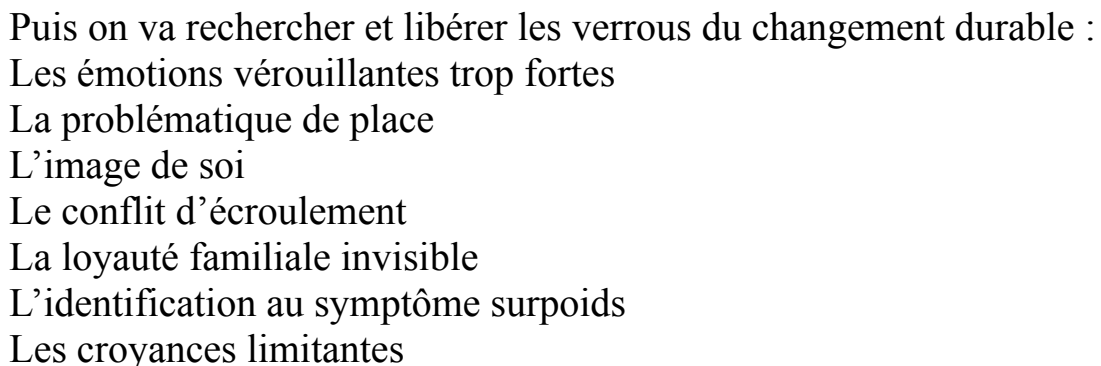 Puis on va rechercher et libérer les verrous du changement durable :
Les émotions vérouillantes trop fortes
La problématique de place
L’image de soi
Le conflit d’écroulement
La loyauté familiale invisible
L’identification au symptôme surpoids
Les croyances limitantes